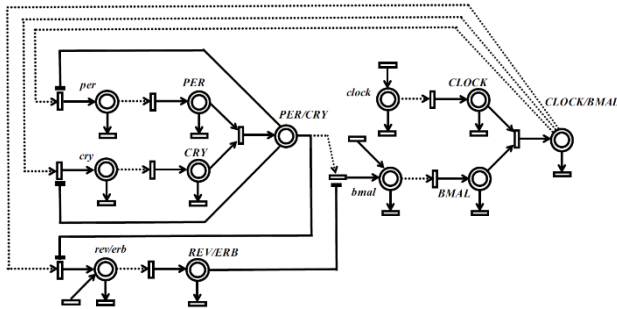 per
PER
clock
CLOCK
CLOCK/BMAL
PER/CRY
cry
CRY
bmal
BMAL
rev/erb
REV/ERB